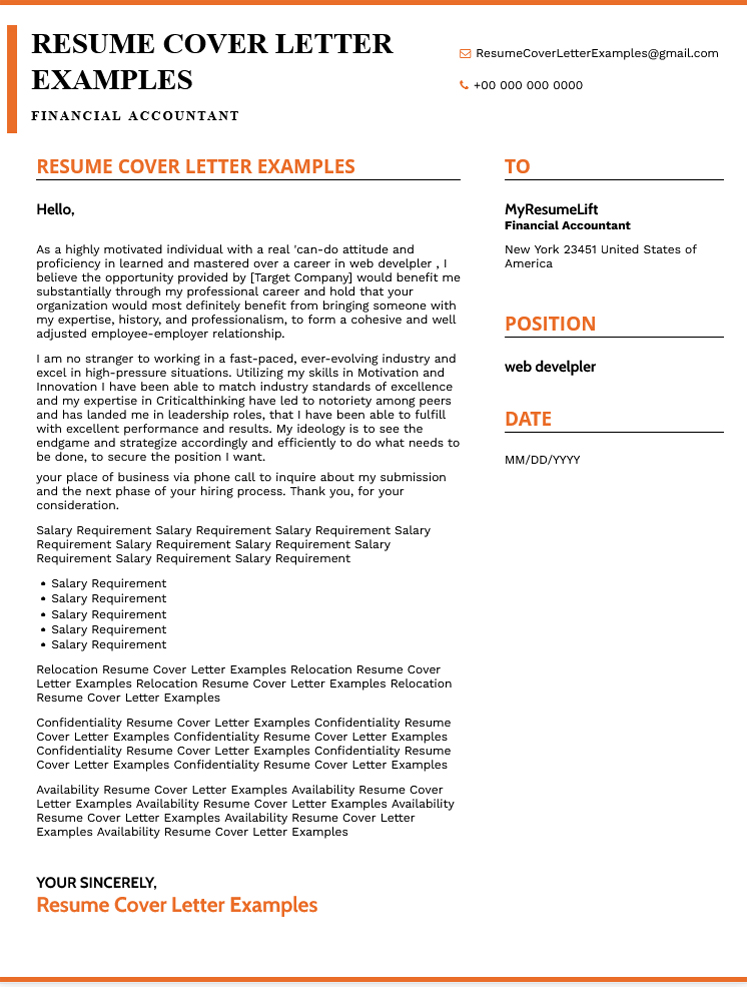 RESUME COVER LETTER
EXAMPLES
FINANCIAL ACCOUNTANT
ResumeCoverLetterExamples@gmail.com
+00 000 000 0000
RESUME COVER LETTER EXAMPLES
Hello,
As a highly motivated individual with a real 'can-do attitude and
proficiency in learned and mastered over a career in web develpler , I
believe the opportunity provided by [Target Company] would benefit me
substantially through my professional career and hold that your
organization would most definitely benefit from bringing someone with
my expertise, history, and professionalism, to form a cohesive and well
adjusted employee-employer relationship.
I am no stranger to working in a fast-paced, ever-evolving industry and
excel in high-pressure situations. Utilizing my skills in Motivation and
Innovation I have been able to match industry standards of excellence
and my expertise in Criticalthinking have led to notoriety among peers
and has landed me in leadership roles, that I have been able to fulfill
with excellent performance and results. My ideology is to see the
endgame and strategize accordingly and efficiently to do what needs to
be done, to secure the position I want.
your place of business via phone call to inquire about my submission
and the next phase of your hiring process. Thank you, for your
consideration.
Salary Requirement Salary Requirement Salary Requirement Salary
Requirement Salary Requirement Salary Requirement Salary
Requirement Salary Requirement Salary Requirement
• Salary Requirement
• Salary Requirement
• Salary Requirement
• Salary Requirement
• Salary Requirement
Relocation Resume Cover Letter Examples Relocation Resume Cover
Letter Examples Relocation Resume Cover Letter Examples Relocation
Resume Cover Letter Examples
Confidentiality Resume Cover Letter Examples Confidentiality Resume
Cover Letter Examples Confidentiality Resume Cover Letter Examples
Confidentiality Resume Cover Letter Examples Confidentiality Resume
Cover Letter Examples Confidentiality Resume Cover Letter Examples
Availability Resume Cover Letter Examples Availability Resume Cover
Letter Examples Availability Resume Cover Letter Examples Availability
Resume Cover Letter Examples Availability Resume Cover Letter
Examples Availability Resume Cover Letter Examples
YOUR SINCERELY,
Resume Cover Letter Examples
TO
MyResumeLift
Financial Accountant
New York 23451 United States of
America
POSITION
web develpler
DATE
MM/DD/YYYY